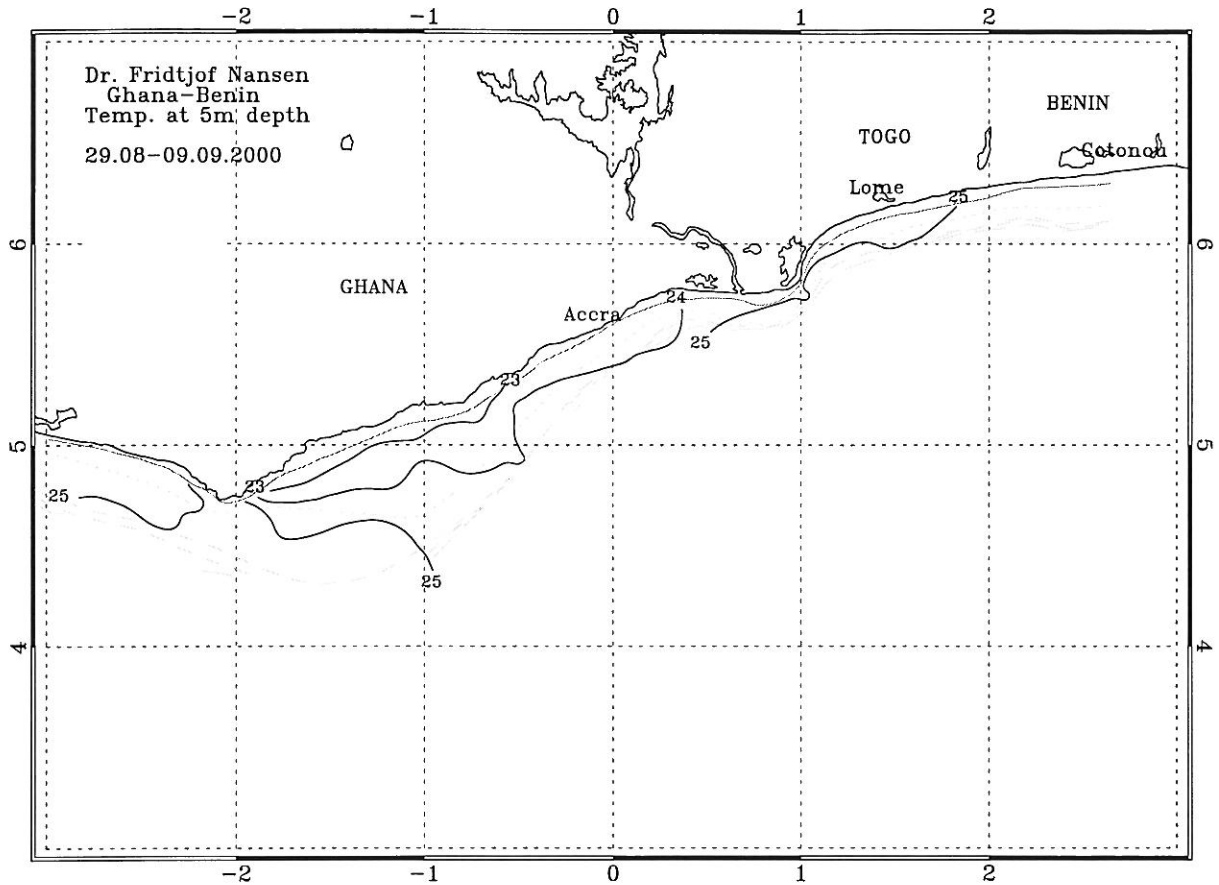 -2 -1 0 1 2
Dr. Fridtjof Nansen
Ghana-Benin
Temp. at 5m depth
29.08-09.09.2000
BENIN
TOGO
Cotonou
Lome
25
6 6
GHANA
24
Accra
25
23
5 5
23
25
25
4 4
-2 -1 0 1 2